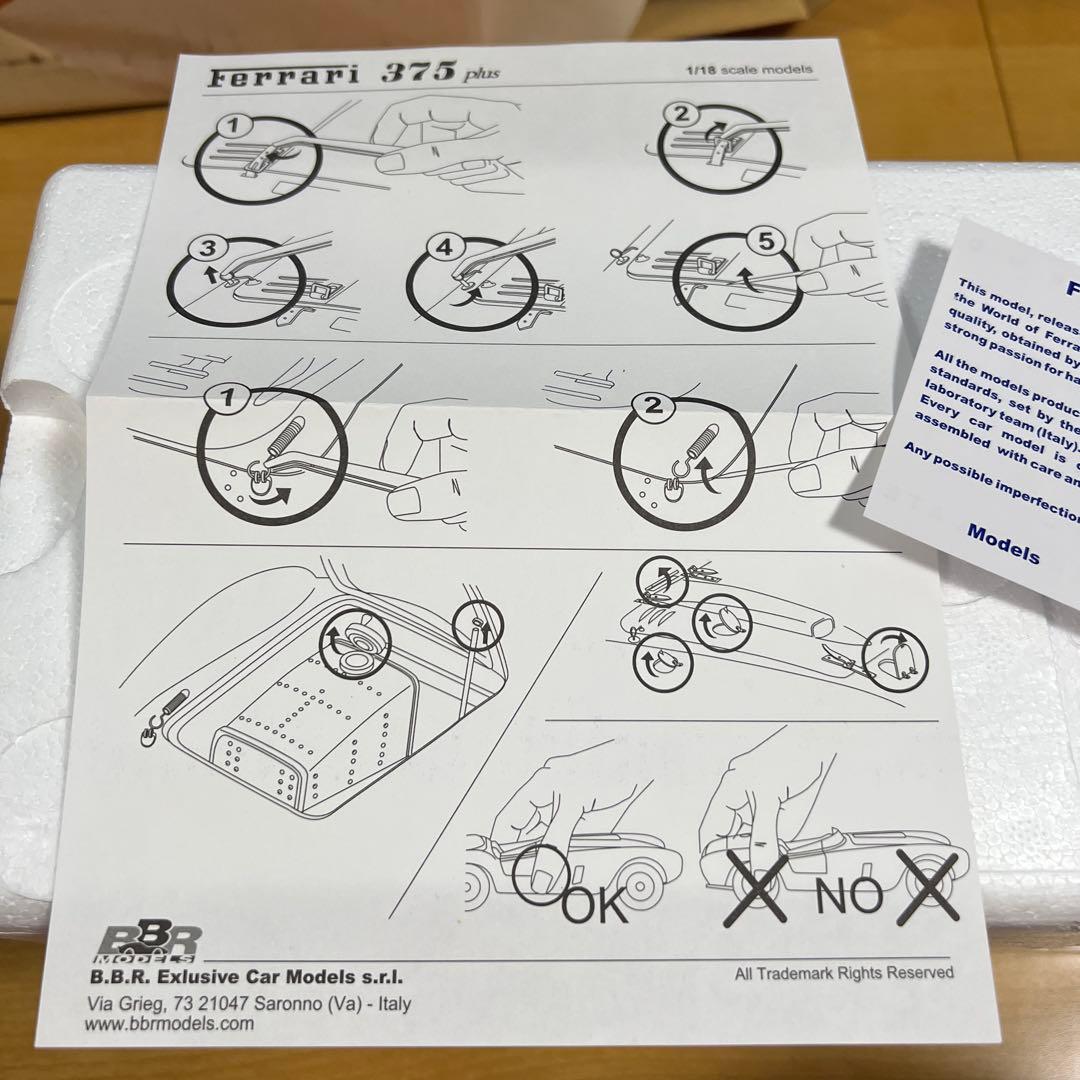 Ferrari 375 plus
1/18 scale models
1
2
3
4
5
1
2
OK
NO
BBR
MODELS
B.B.R. Exlusive Car Models s.r.l.
Via Grieg, 73 21047 Saronno (Va) - Italy
www.bbrmodels.com
All Trademark Rights Reserved
F
This model, releas
the World of Ferra
quality, obtained by
strong passion for ha
All the models produc
standards, set by the
laboratory team (Italy).
Every car model is
assembled with care an
Any possible imperfection
Models